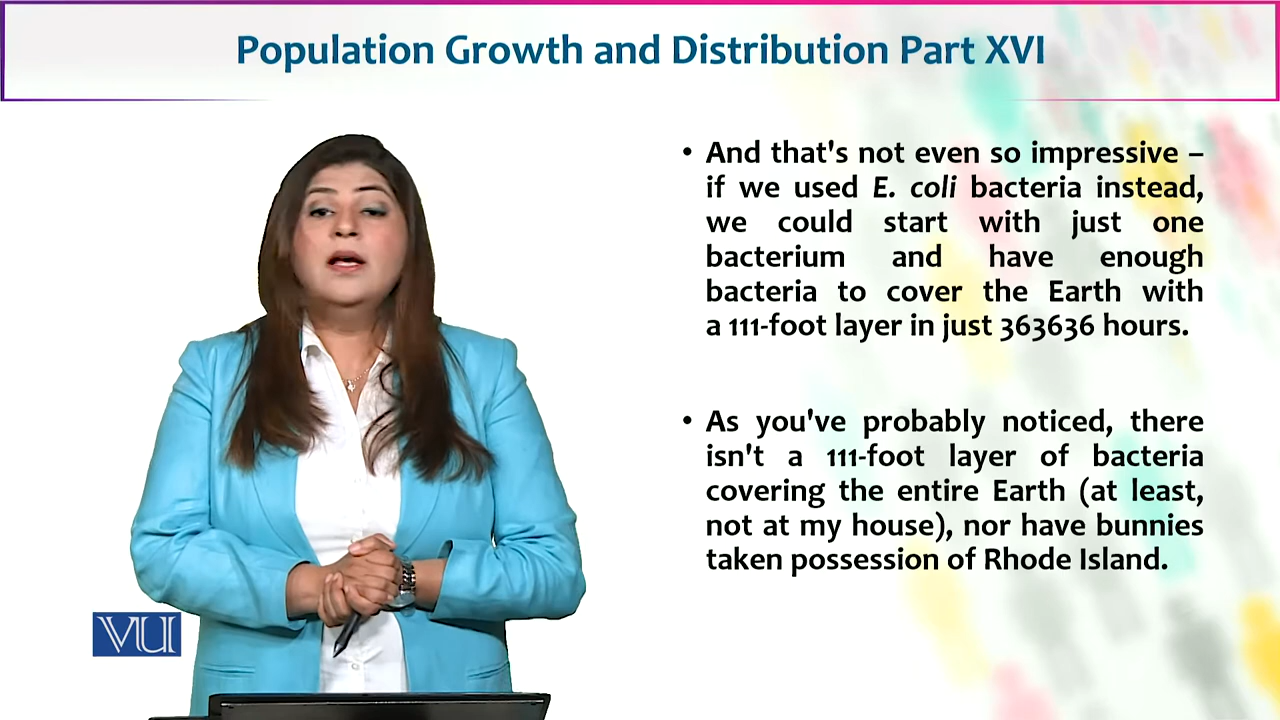 Population Growth and Distribution Part XVI
• And that's not even so impressive –
if we used E. coli bacteria instead,
we could start with just one
bacterium and have enough
bacteria to cover the Earth with
a 111-foot layer in just 363636 hours.
• As you've probably noticed, there
isn't a 111-foot layer of bacteria
covering the entire Earth (at least,
not at my house), nor have bunnies
taken possession of Rhode Island.
VU